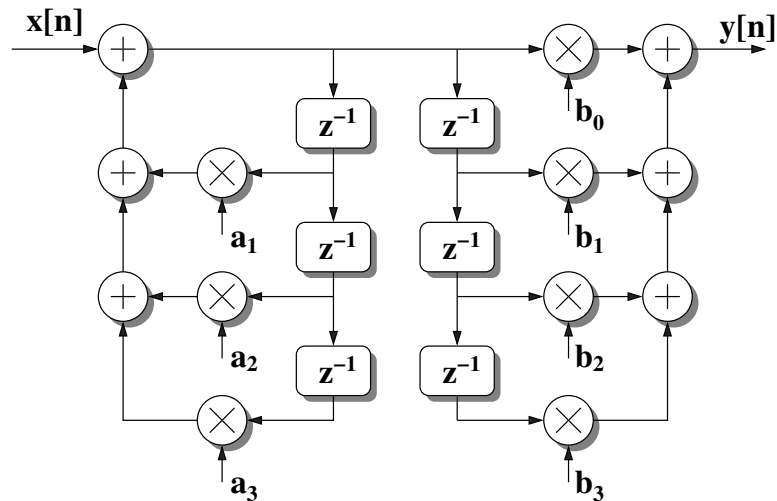 x[n]
y[n]
b₀
z⁻¹
z⁻¹
a₁
b₁
z⁻¹
z⁻¹
a₂
b₂
z⁻¹
z⁻¹
a₃
b₃